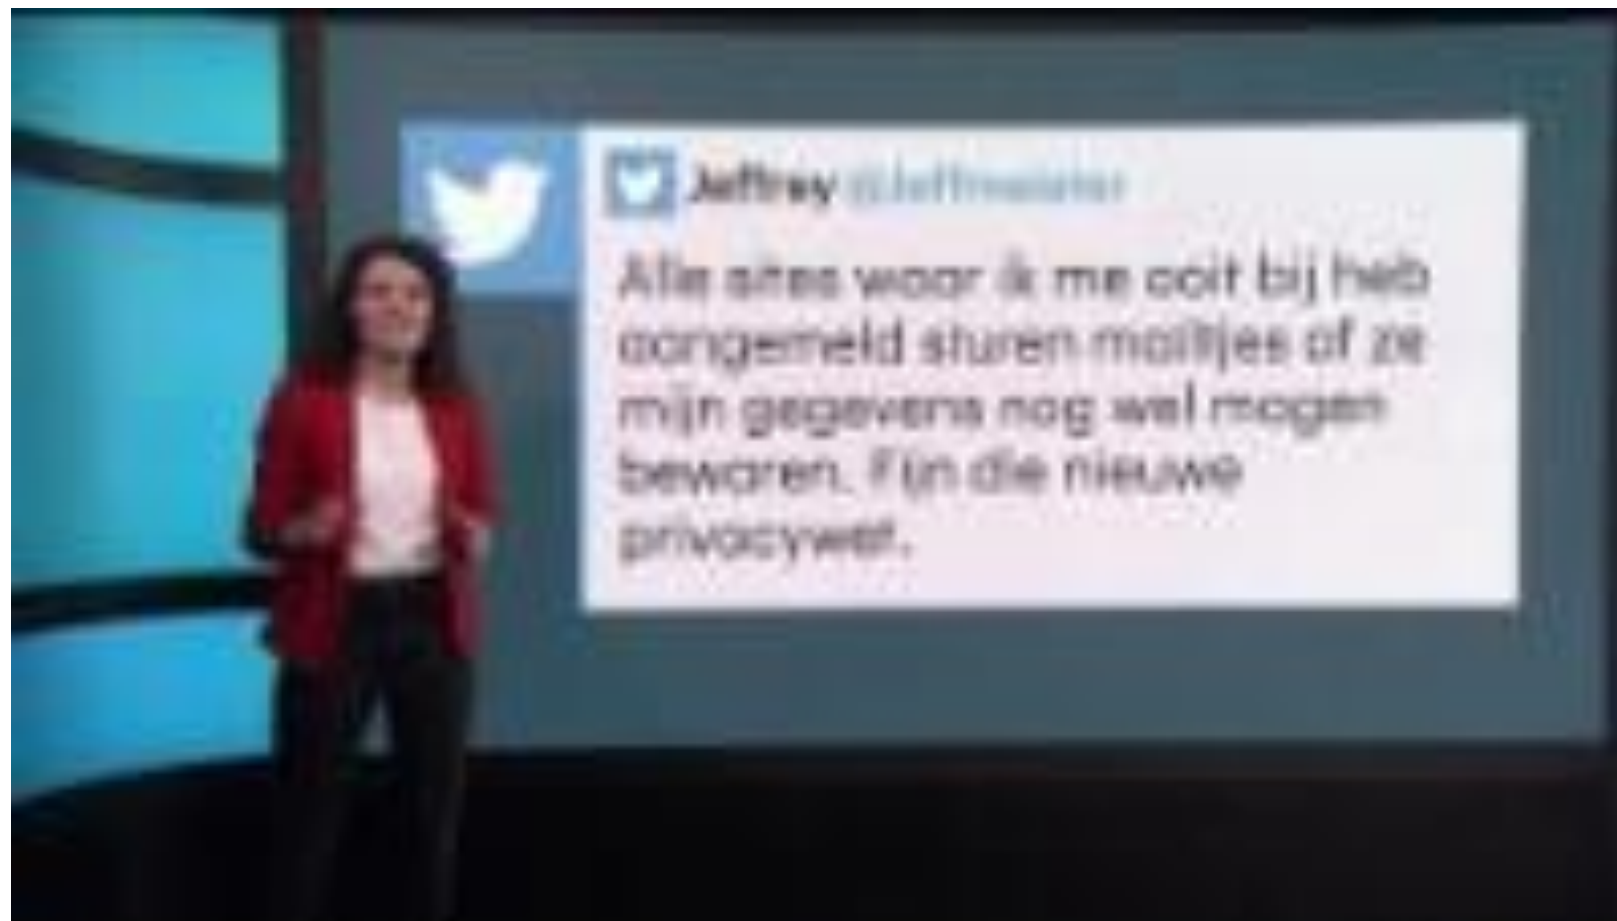 Jeffrey @Jeffmeister
Alle sites waar ik me ooit bij heb
aangemeld sturen mailtjes of ze
mijn gegevens nog wel mogen
bewaren. Fijn die nieuwe
privacywet.